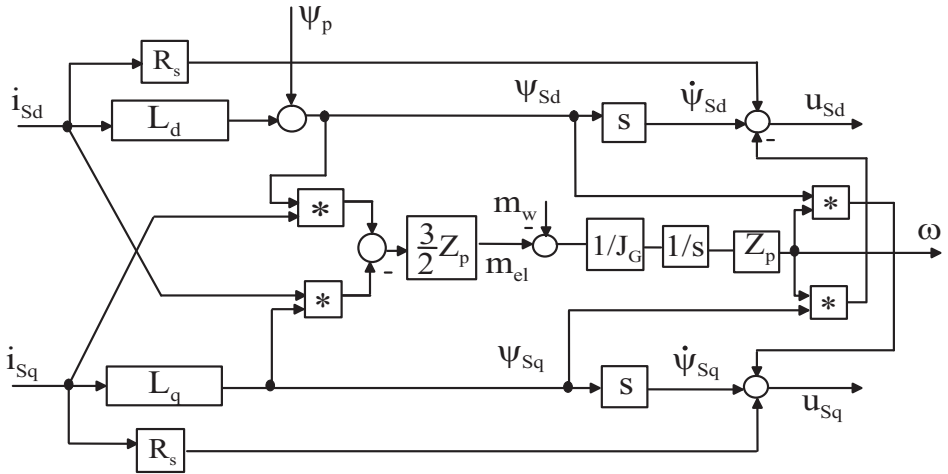 ψp
Rs
iSd
Ld
ψSd
s
ψ̇Sd
uSd
-
*
*
3/2 Zp
-
mw
-
mel
1/JG
1/s
Zp
ω
*
*
iSq
Lq
ψSq
s
ψ̇Sq
uSq
Rs